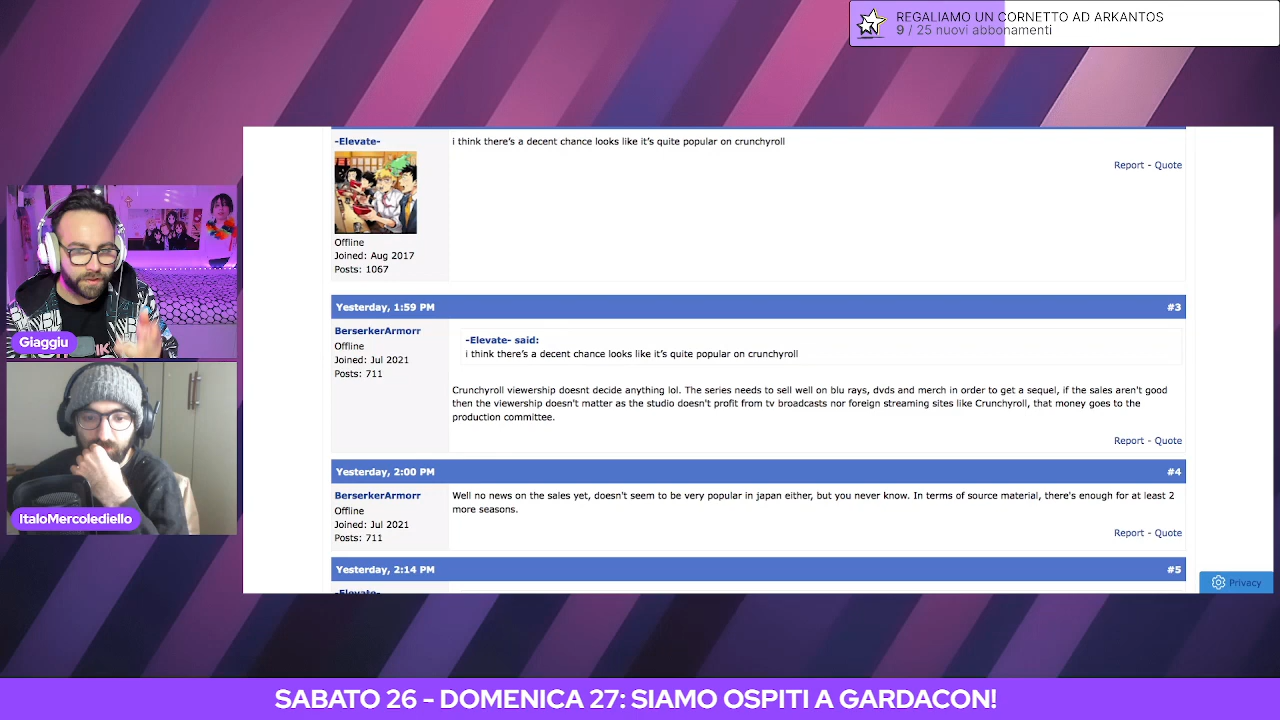 REGALIAMO UN CORNETTO AD ARKANTOS
9 / 25 nuovi abbonamenti
-Elevate-
i think there's a decent chance looks like it's quite popular on crunchyroll
Report - Quote
Offline
Joined: Aug 2017
Posts: 1067
Yesterday, 1:59 PM
#3
BerserkerArmorr
Offline
Joined: Jul 2021
Posts: 711
-Elevate- said:
i think there's a decent chance looks like it's quite popular on crunchyroll
Crunchyroll viewership doesnt decide anything lol. The series needs to sell well on blu rays, dvds and merch in order to get a sequel, if the sales aren't good
then the viewership doesn't matter as the studio doesn't profit from tv broadcasts nor foreign streaming sites like Crunchyroll, that money goes to the
production committee.
Report - Quote
Yesterday, 2:00 PM
#4
BerserkerArmorr
Offline
Joined: Jul 2021
Posts: 711
Well no news on the sales yet, doesn't seem to be very popular in japan either, but you never know. In terms of source material, there's enough for at least 2
more seasons.
Report - Quote
Yesterday, 2:14 PM
#5
-Elevate-
Privacy
Giaggiu
ItaloMercolediello
SABATO 26 - DOMENICA 27: SIAMO OSPITI A GARDACON!